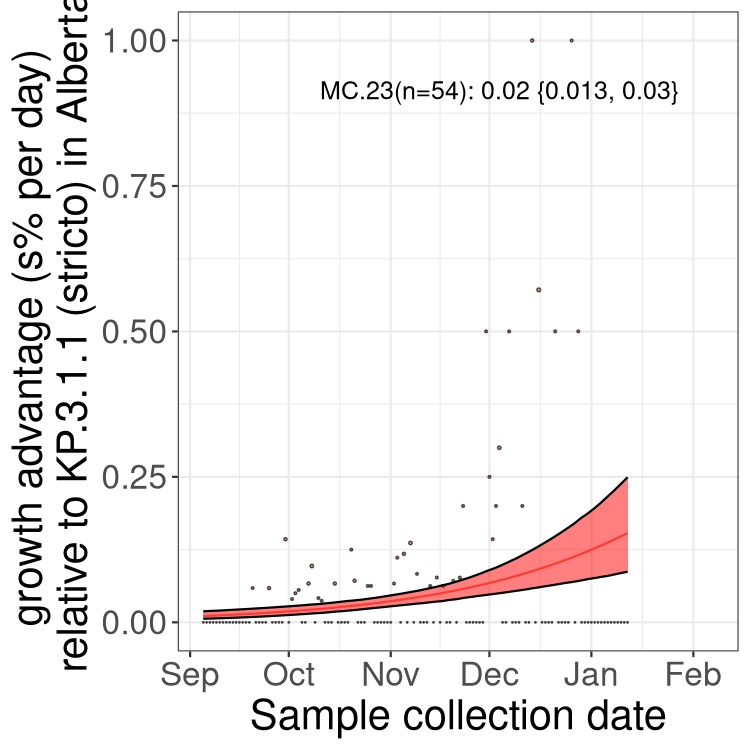 growth advantage (s% per day)
relative to KP.3.1.1 (stricto) in Alberta
1.00
0.75
0.50
0.25
0.00
MC.23(n=54): 0.02 {0.013, 0.03}
Sep Oct Nov Dec Jan Feb
Sample collection date